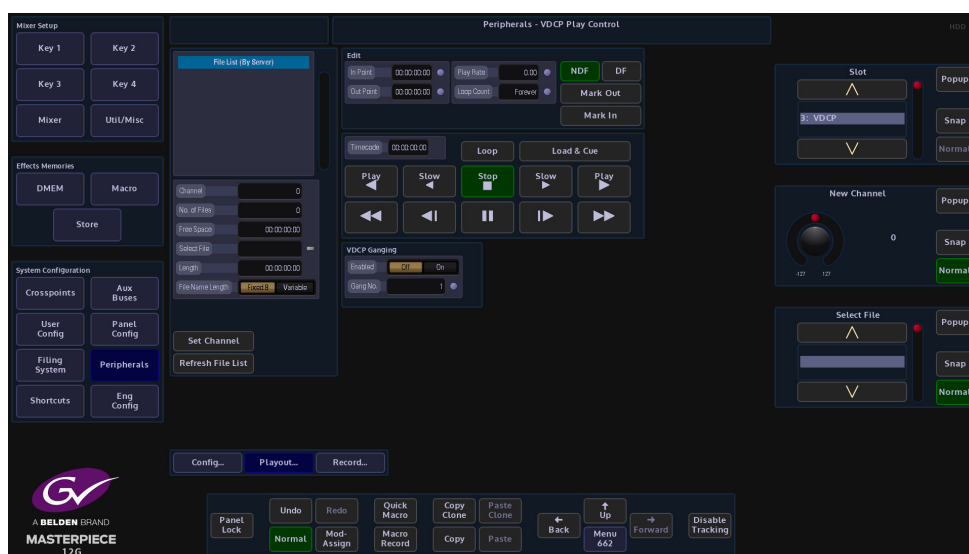 Mixer Setup
Key 1
Key 2
Key 3
Key 4
Mixer
Util/Misc
Effects Memories
DMEM
Macro
Store
System Configuration
Crosspoints
Aux
Buses
User
Config
Panel
Config
Filing
System
Peripherals
Shortcuts
Eng
Config
GV
A BELDEN BRAND
MASTERPIECE
12G
Peripherals - VDCP Play Control
HDD
File List (By Server)
Channel 0
No. of Files 0
Free Space 00:00:00:00
Select File
Length 00:00:00:00
File Name Length Fixed 8 Variable
Set Channel
Refresh File List
Edit
In Point 00:00:00:00 Play Rate 0.00 NDF DF
Out Point 00:00:00:00 Loop Count Forever Mark Out
Mark In
Timecode 00:00:00:00 Loop Load & Cue
Play Slow Stop Slow Play
VDCP Ganging
Enabled Off On
Gang No. 1
Slot
3: VDCP
Popup
Snap
Normal
New Channel
0
-127 127
Popup
Snap
Normal
Select File
Popup
Snap
Normal
Config... Playout... Record...
Panel
Lock
Undo
Redo
Normal
Mod-
Assign
Quick
Macro
Macro
Record
Copy
Clone
Paste
Clone
Copy
Paste
Back
Up
Menu
662
Forward
Disable
Tracking